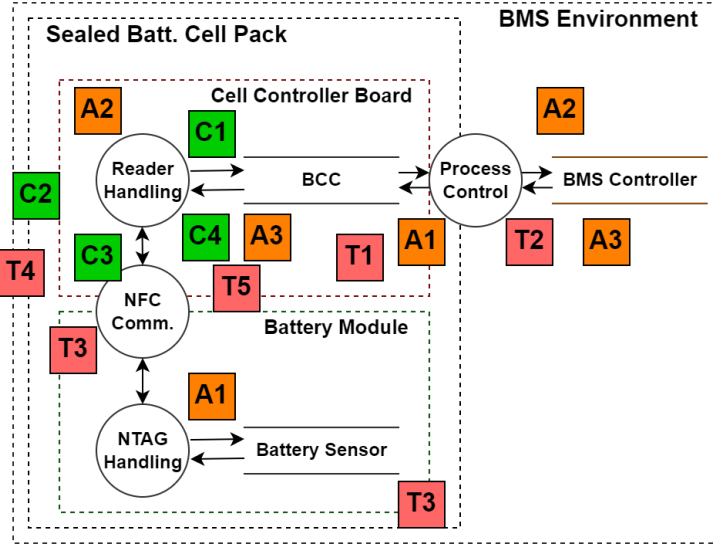 BMS Environment
Sealed Batt. Cell Pack
Cell Controller Board
A2
C1
A2
Reader
Handling
BCC
Process
Control
BMS Controller
C2
C3
C4
A3
T1
A1
T2
A3
T4
T5
NFC
Comm.
Battery Module
T3
A1
NTAG
Handling
Battery Sensor
T3